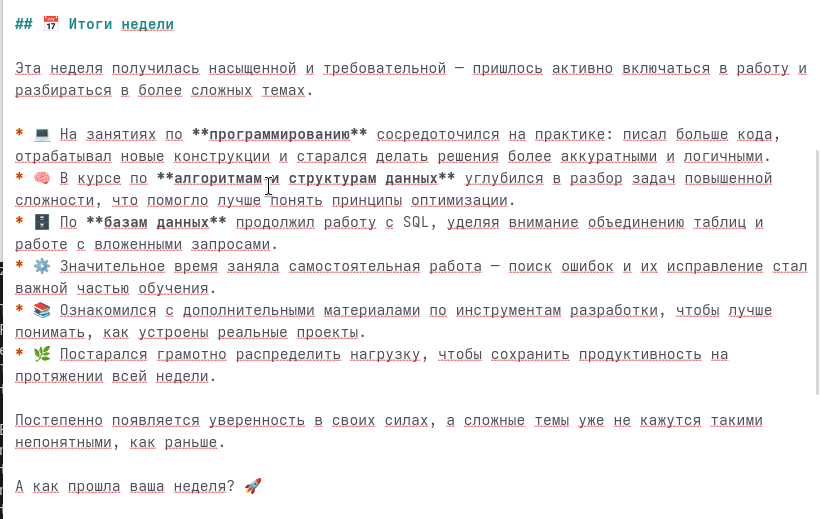 ## 📅 Итоги недели
Эта неделя получилась насыщенной и требовательной — пришлось активно включаться в работу и
разбираться в более сложных темах.
* 💻 На занятиях по **программированию** сосредоточился на практике: писал больше кода,
отрабатывал новые конструкции и старался делать решения более аккуратными и логичными.
* 🧠 В курсе по **алгоритмам и структурам данных** углубился в разбор задач повышенной
сложности, что помогло лучше понять принципы оптимизации.
* 🗄️ По **базам данных** продолжил работу с SQL, уделяя внимание объединению таблиц и
работе с вложенными запросами.
* ⚙️ Значительное время заняла самостоятельная работа — поиск ошибок и их исправление стал
важной частью обучения.
* 📚 Ознакомился с дополнительными материалами по инструментам разработки, чтобы лучше
понимать, как устроены реальные проекты.
* 🌿 Постарался грамотно распределить нагрузку, чтобы сохранить продуктивность на
протяжении всей недели.
Постепенно появляется уверенность в своих силах, а сложные темы уже не кажутся такими
непонятными, как раньше.
А как прошла ваша неделя? 🚀